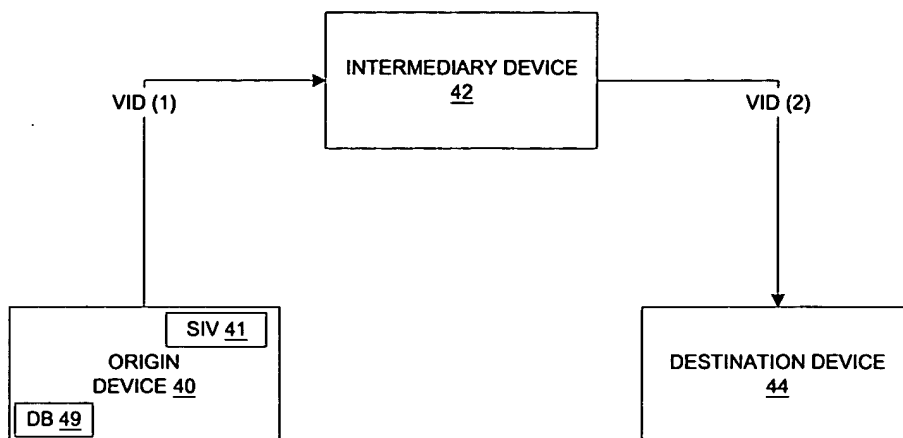 INTERMEDIARY DEVICE
42
VID (1)
VID (2)
SIV 41
ORIGIN
DEVICE 40
DB 49
DESTINATION DEVICE
44